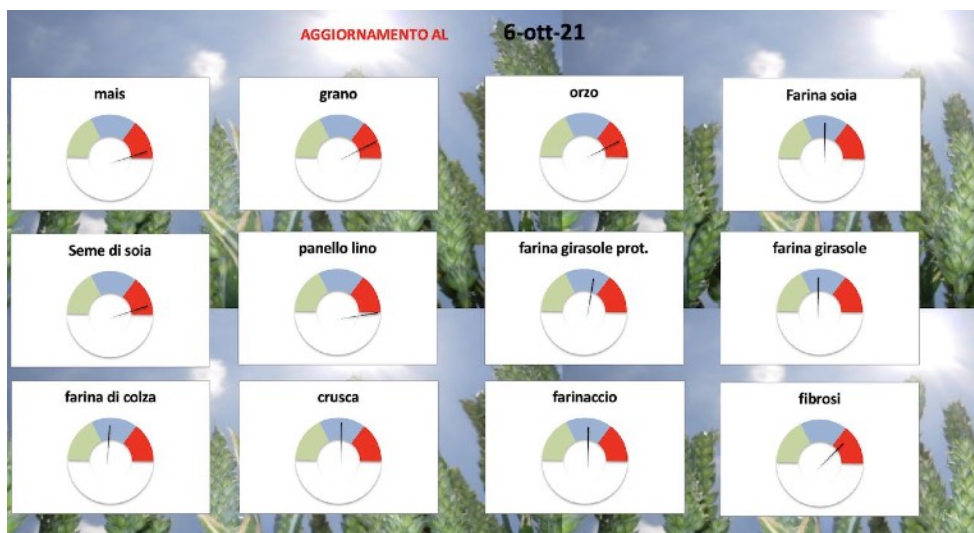 AGGIORNAMENTO AL 6-ott-21
mais grano orzo Farina soia
Seme di soia panello lino farina girasole prot. farina girasole
farina di colza crusca farinaccio fibrosi